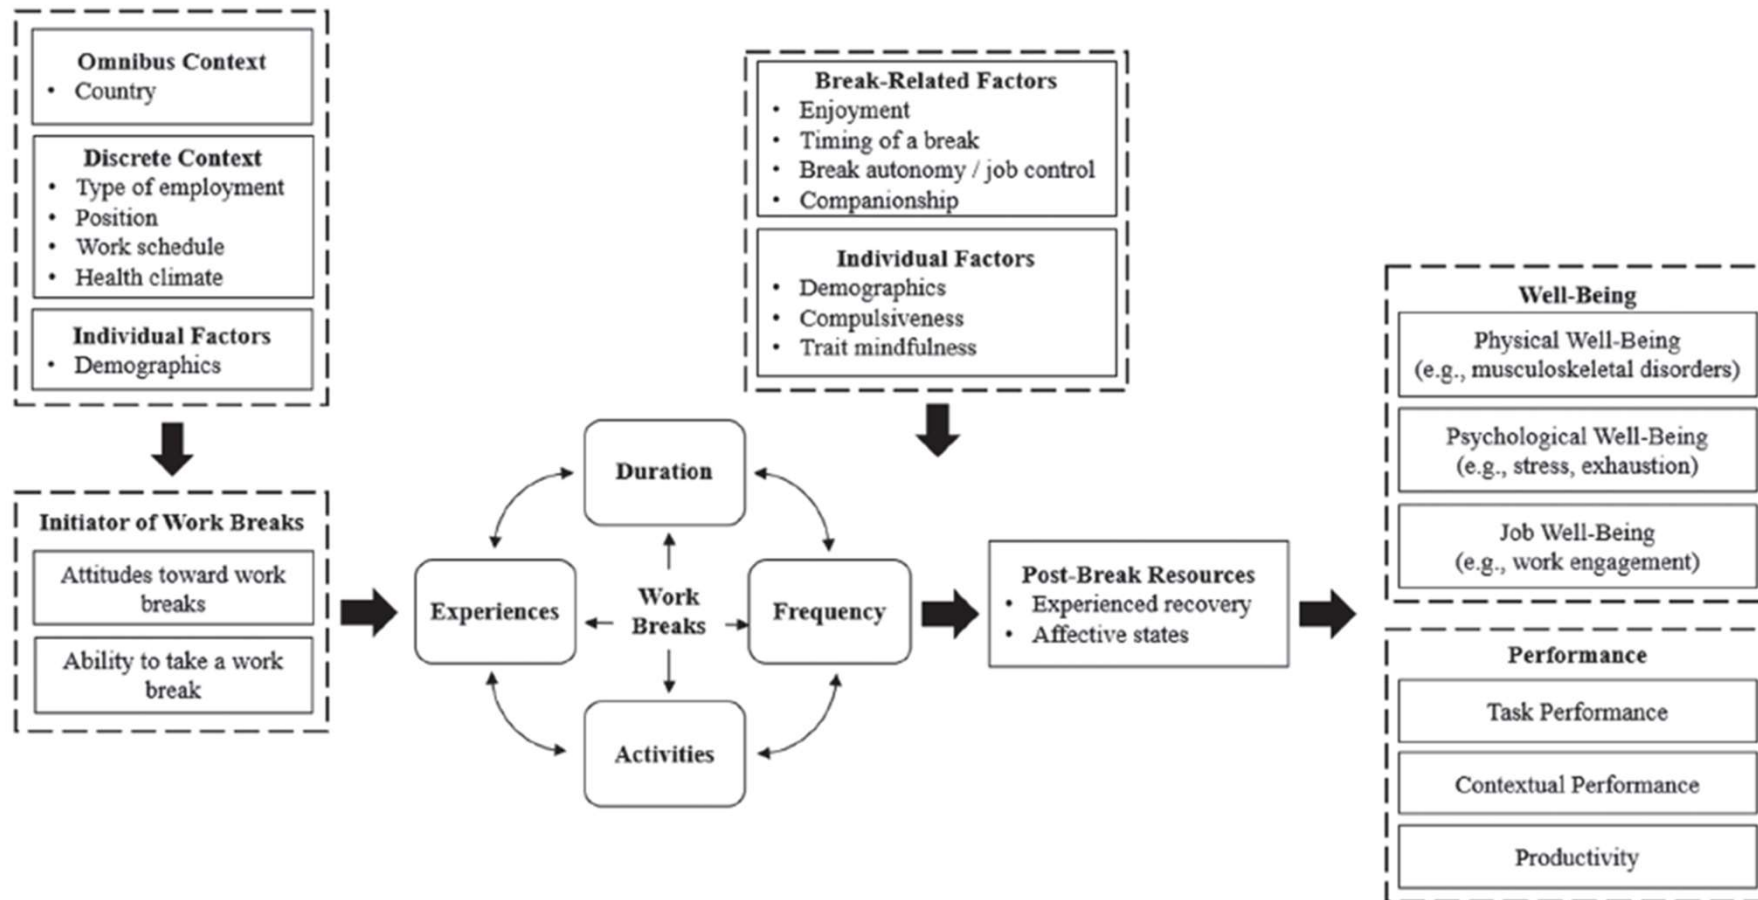 Omnibus Context
• Country
Discrete Context
• Type of employment
• Position
• Work schedule
• Health climate
Individual Factors
• Demographics
Initiator of Work Breaks
Attitudes toward work
breaks
Ability to take a work
break
Break-Related Factors
• Enjoyment
• Timing of a break
• Break autonomy / job control
• Companionship
Individual Factors
• Demographics
• Compulsiveness
• Trait mindfulness
Duration
Experiences
Work
Breaks
Frequency
Activities
Post-Break Resources
• Experienced recovery
• Affective states
Well-Being
Physical Well-Being
(e.g., musculoskeletal disorders)
Psychological Well-Being
(e.g., stress, exhaustion)
Job Well-Being
(e.g., work engagement)
Performance
Task Performance
Contextual Performance
Productivity